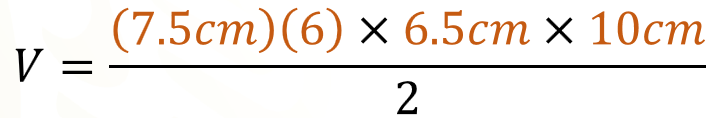 V = (7.5cm)(6) × 6.5cm × 10cm
2